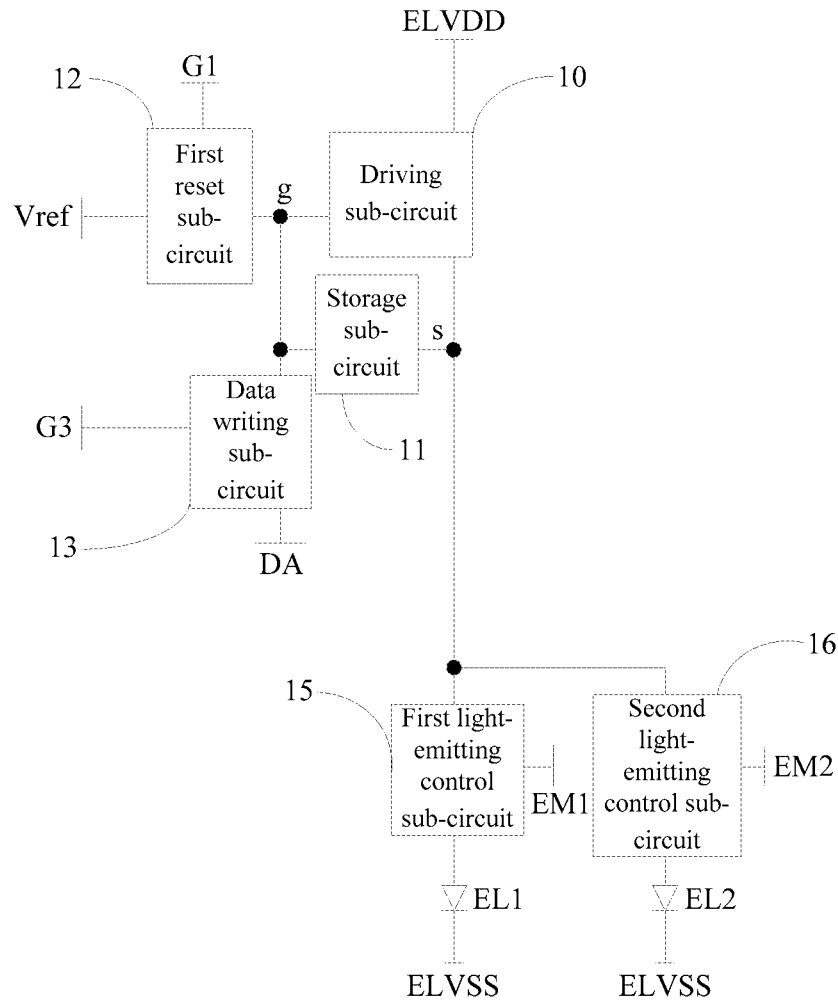 ELVDD
12
G1
10
First
reset
sub-
circuit
g
Driving
sub-circuit
Vref
Storage
sub-
circuit
s
Data
writing
sub-
circuit
G3
11
13
DA
16
15
First light-
emitting
control
sub-circuit
Second
light-
emitting
control sub-
circuit
EM1
EM2
EL1
EL2
ELVSS
ELVSS